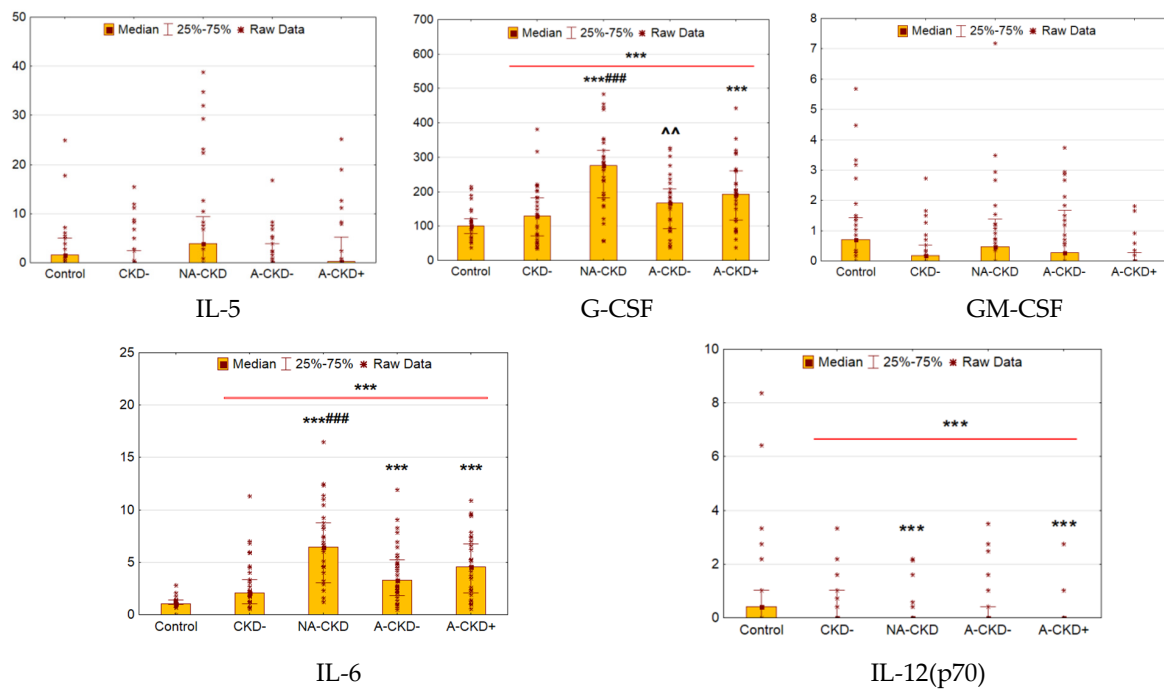 50
40
30
20
10
0
Median 25%-75% Raw Data
Control CKD- NA-CKD A-CKD- A-CKD+
IL-5
700
600
500
400
300
200
100
0
Median 25%-75% Raw Data
***
***###
^^
***
Control CKD- NA-CKD A-CKD- A-CKD+
G-CSF
8
7
6
5
4
3
2
1
0
Median 25%-75% Raw Data
Control CKD- NA-CKD A-CKD- A-CKD+
GM-CSF
25
20
15
10
5
0
Median 25%-75% Raw Data
***
***###
*** ***
Control CKD- NA-CKD A-CKD- A-CKD+
IL-6
10
8
6
4
2
0
Median 25%-75% Raw Data
***
*** ***
Control CKD- NA-CKD A-CKD- A-CKD+
IL-12(p70)